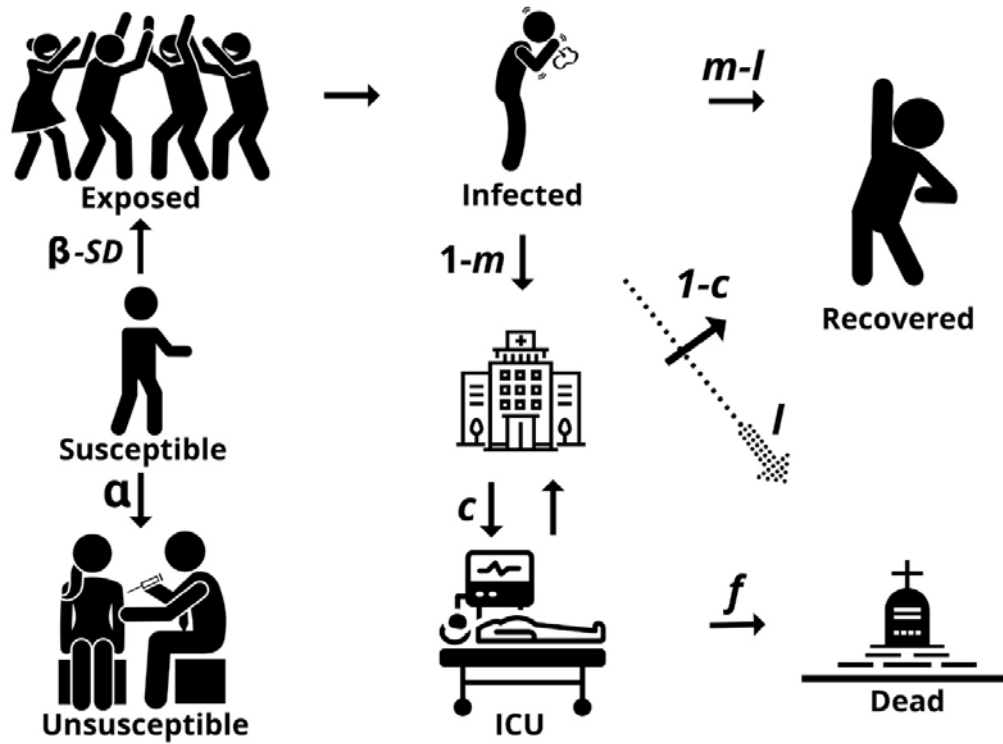 Exposed
Infected
m-l
Recovered
β-SD
1-m
1-c
l
Susceptible
α
c
f
Unsusceptible
ICU
Dead